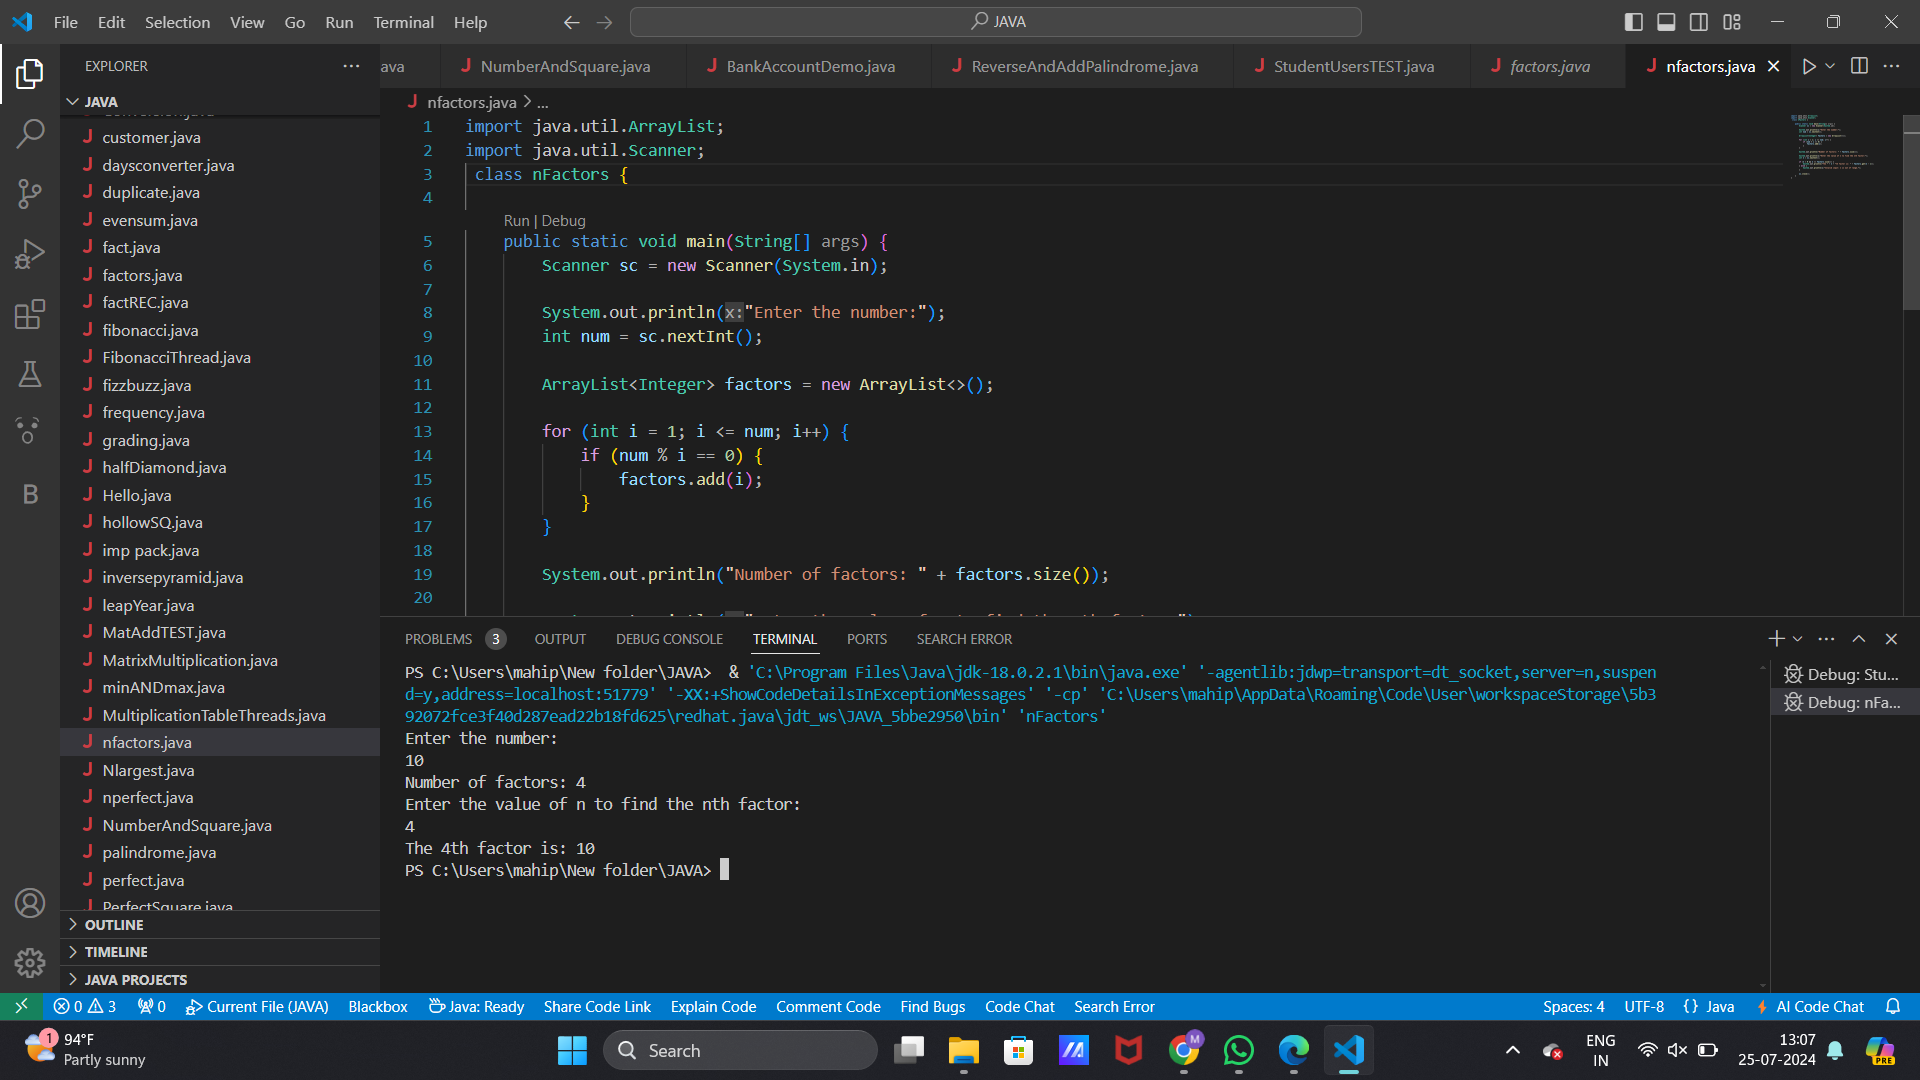 File Edit Selection View Go Run Terminal Help
JAVA
EXPLORER
ava
NumberAndSquare.java
BankAccountDemo.java
ReverseAndAddPalindrome.java
StudentUsersTEST.java
factors.java
nfactors.java
JAVA
customer.java
daysconverter.java
duplicate.java
evensum.java
fact.java
factors.java
factREC.java
fibonacci.java
FibonacciThread.java
fizzbuzz.java
frequency.java
grading.java
halfDiamond.java
Hello.java
hollowSQ.java
imp pack.java
inversepyramid.java
leapYear.java
MatAddTEST.java
MatrixMultiplication.java
minANDmax.java
MultiplicationTableThreads.java
nfactors.java
Nlargest.java
nperfect.java
NumberAndSquare.java
palindrome.java
perfect.java
PerfectSquare.java
OUTLINE
TIMELINE
JAVA PROJECTS
B
nfactors.java > ...
1 import java.util.ArrayList;
2 import java.util.Scanner;
3 class nFactors {
4
Run | Debug
5 public static void main(String[] args) {
6 Scanner sc = new Scanner(System.in);
7
8 System.out.println(x:"Enter the number:");
9 int num = sc.nextInt();
10
11 ArrayList<Integer> factors = new ArrayList<>();
12
13 for (int i = 1; i <= num; i++) {
14 if (num % i == 0) {
15 factors.add(i);
16 }
17 }
18
19 System.out.println("Number of factors: " + factors.size());
20
PROBLEMS 3 OUTPUT DEBUG CONSOLE TERMINAL PORTS SEARCH ERROR
PS C:\Users\mahip\New folder\JAVA> & 'C:\Program Files\Java\jdk-18.0.2.1\bin\java.exe' '-agentlib:jdwp=transport=dt_socket,server=n,suspen
d=y,address=localhost:51779' '-XX:+ShowCodeDetailsInExceptionMessages' '-cp' 'C:\Users\mahip\AppData\Roaming\Code\User\workspaceStorage\5b3
92072fce3f40d287ead22b18fd625\redhat.java\jdt_ws\JAVA_5bbe2950\bin' 'nFactors'
Enter the number:
10
Number of factors: 4
Enter the value of n to find the nth factor:
4
The 4th factor is: 10
PS C:\Users\mahip\New folder\JAVA>
Debug: Stu...
Debug: nFa...
0 3 0 Current File (JAVA) Blackbox Java: Ready Share Code Link Explain Code Comment Code Find Bugs Code Chat Search Error
Spaces: 4 UTF-8 {} Java AI Code Chat
1
94°F
Partly sunny
Search
M
ENG
IN
13:07
25-07-2024
PRE